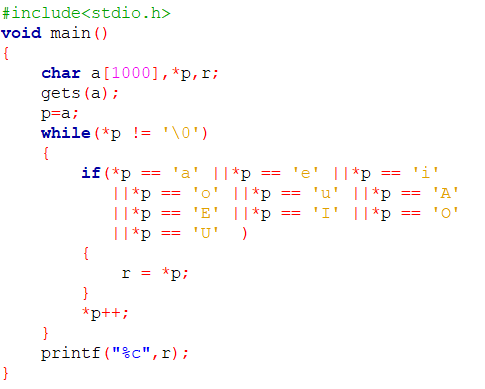 #include<stdio.h>
void main()
{
    char a[1000],*p,r;
    gets(a);
    p=a;
    while(*p != '\0')
    {
        if(*p == 'a' ||*p == 'e' ||*p == 'i'
           ||*p == 'o' ||*p == 'u' ||*p == 'A'
           ||*p == 'E' ||*p == 'I' ||*p == 'O'
           ||*p == 'U'  )
        {
            r = *p;
        }
        *p++;
    }
    printf("%c",r);
}